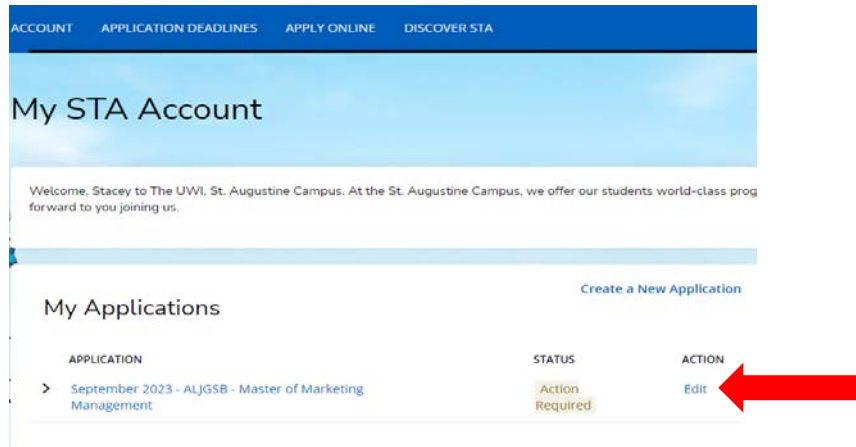 ACCOUNT APPLICATION DEADLINES APPLY ONLINE DISCOVER STA
My STA Account
Welcome, Stacey to The UWI, St. Augustine Campus. At the St. Augustine Campus, we offer our students world-class prog
forward to you joining us.
Create a New Application
My Applications
APPLICATION STATUS ACTION
September 2023 - ALJGSB - Master of Marketing Action Edit
Management Required